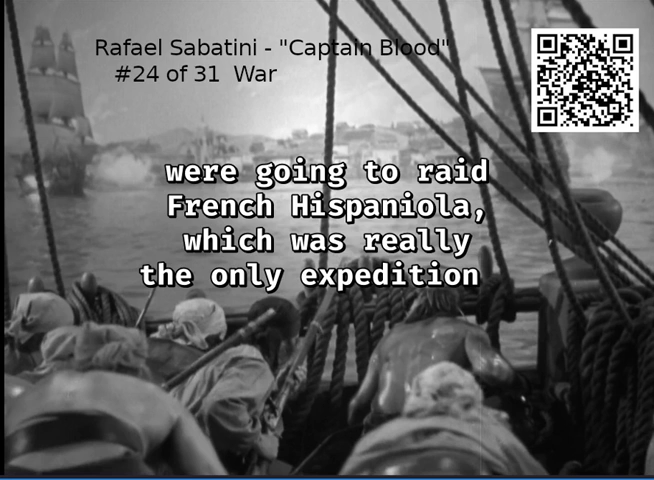 Rafael Sabatini - "Captain Blood"
#24 of 31  War
were going to raid
French Hispaniola,
which was really
the only expedition